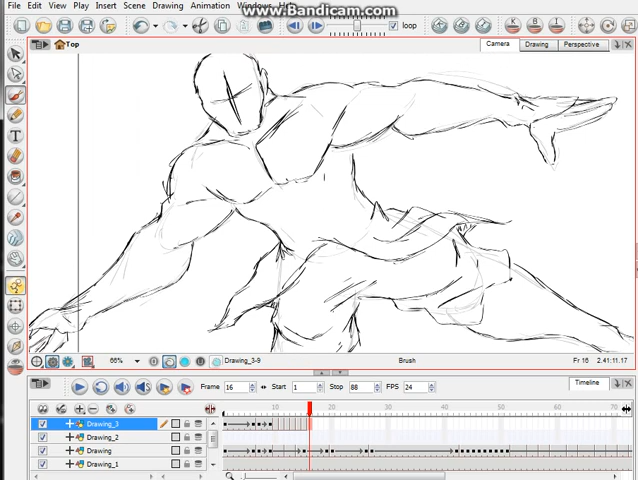 File Edit View Play Insert Scene Drawing Animation Windows Help
www.Bandicam.com
loop
K B I
Top
Camera Drawing Perspective
T
66% Drawing_3-9 Brush Fr 16 2.41:11.17
Frame 16 Start 1 Stop 88 FPS 24 Timeline
10 20 30 40 50 60 70
Drawing_3
Drawing_2
Drawing
Drawing_1